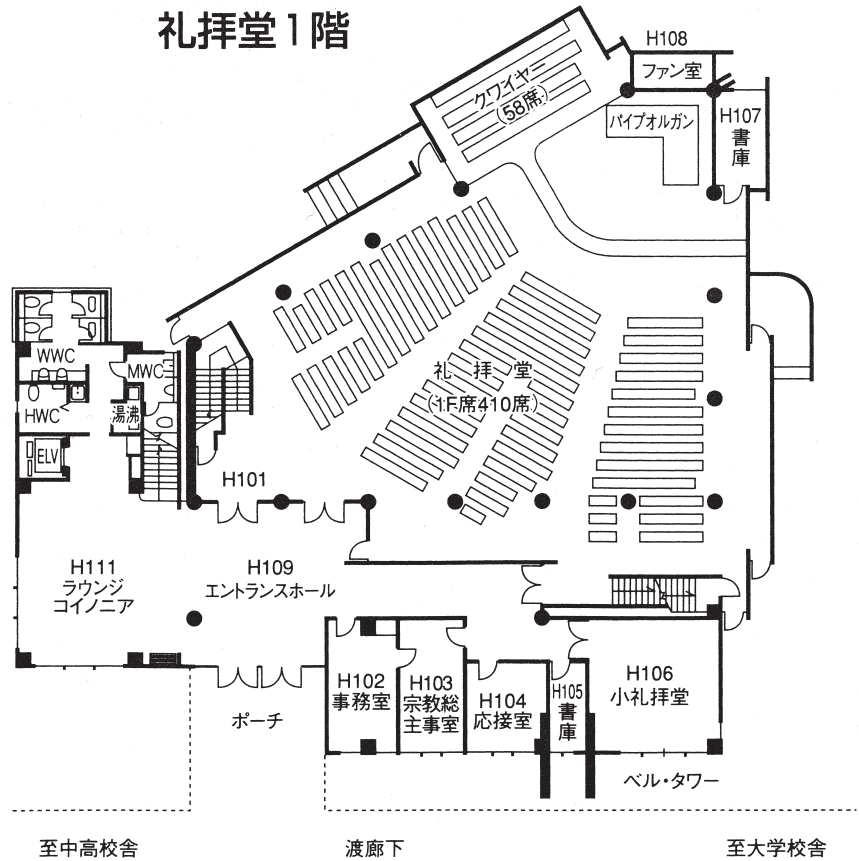 礼拝堂1階
H108
ファン室
クワイヤー
(58席)
パイプオルガン
H107
書庫
WWC
MWC
HWC
湯沸
ELV
礼拝堂
(1F席410席)
H101
H111
ラウンジ
コイノニア
H109
エントランスホール
H102
事務室
H103
宗教総
主事室
H104
応接室
H105
書庫
H106
小礼拝堂
ポーチ
ベル・タワー
至中高校舎
渡廊下
至大学校舎